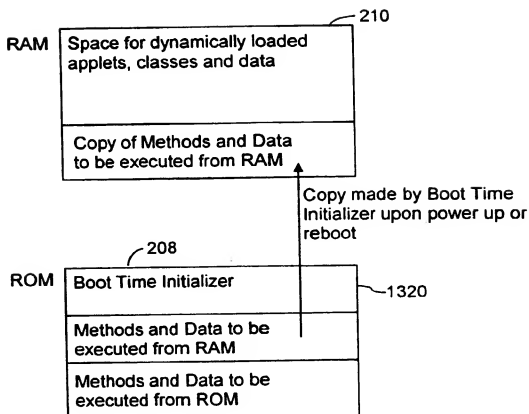 210
RAM
Space for dynamically loaded
applets, classes and data
Copy of Methods and Data
to be executed from RAM
Copy made by Boot Time
Initializer upon power up or
reboot
208
ROM
Boot Time Initializer
1320
Methods and Data to be
executed from RAM
Methods and Data to be
executed from ROM